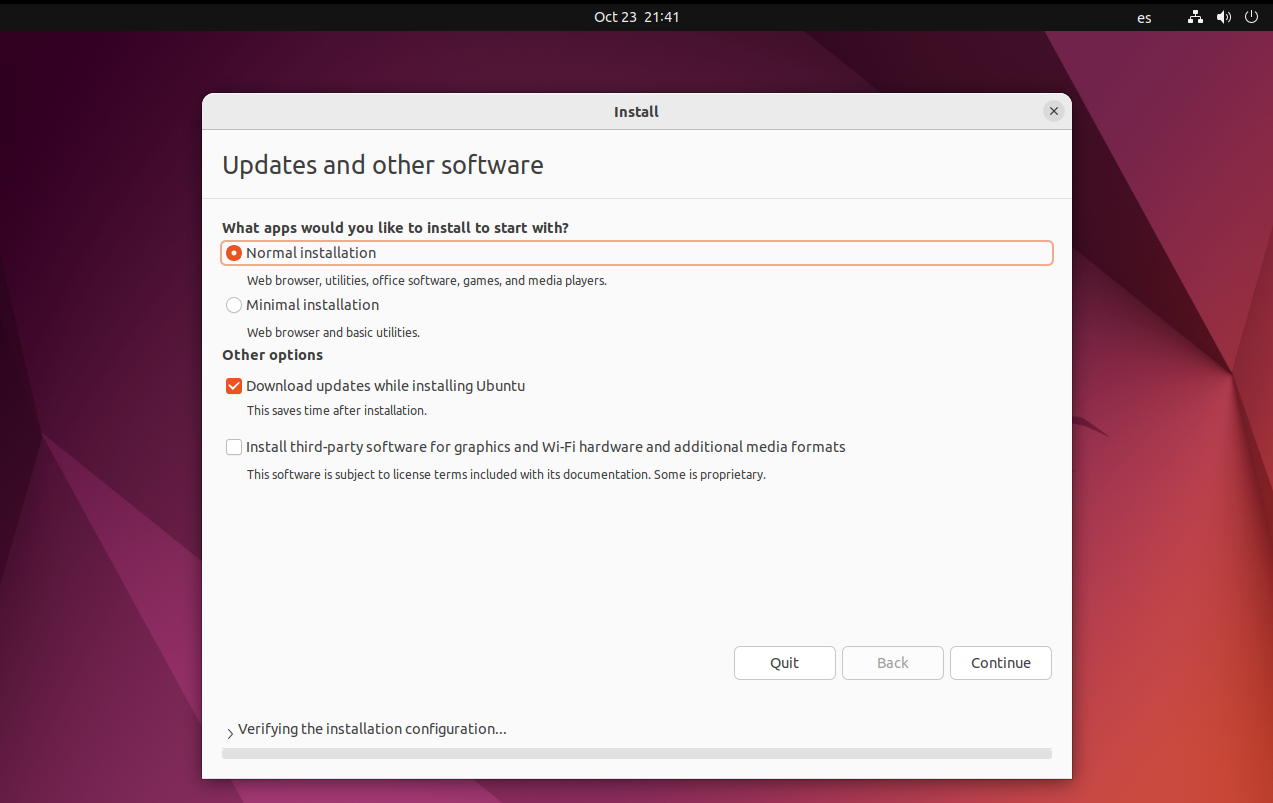 Oct 23 21:41
es
Install
Updates and other software
What apps would you like to install to start with?
Normal installation
Web browser, utilities, office software, games, and media players.
Minimal installation
Web browser and basic utilities.
Other options
Download updates while installing Ubuntu
This saves time after installation.
Install third-party software for graphics and Wi-Fi hardware and additional media formats
This software is subject to license terms included with its documentation. Some is proprietary.
Quit
Back
Continue
Verifying the installation configuration...